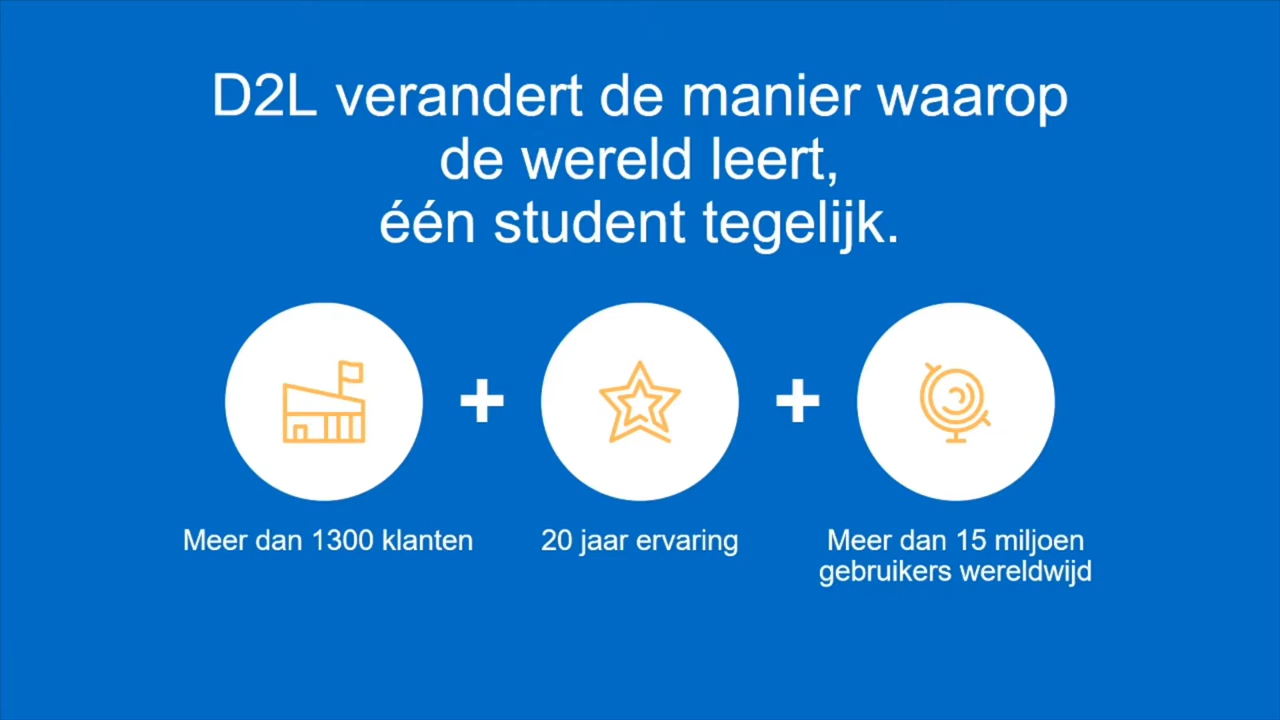 D2L verandert de manier waarop
de wereld leert,
één student tegelijk.
Meer dan 1300 klanten
20 jaar ervaring
Meer dan 15 miljoen
gebruikers wereldwijd